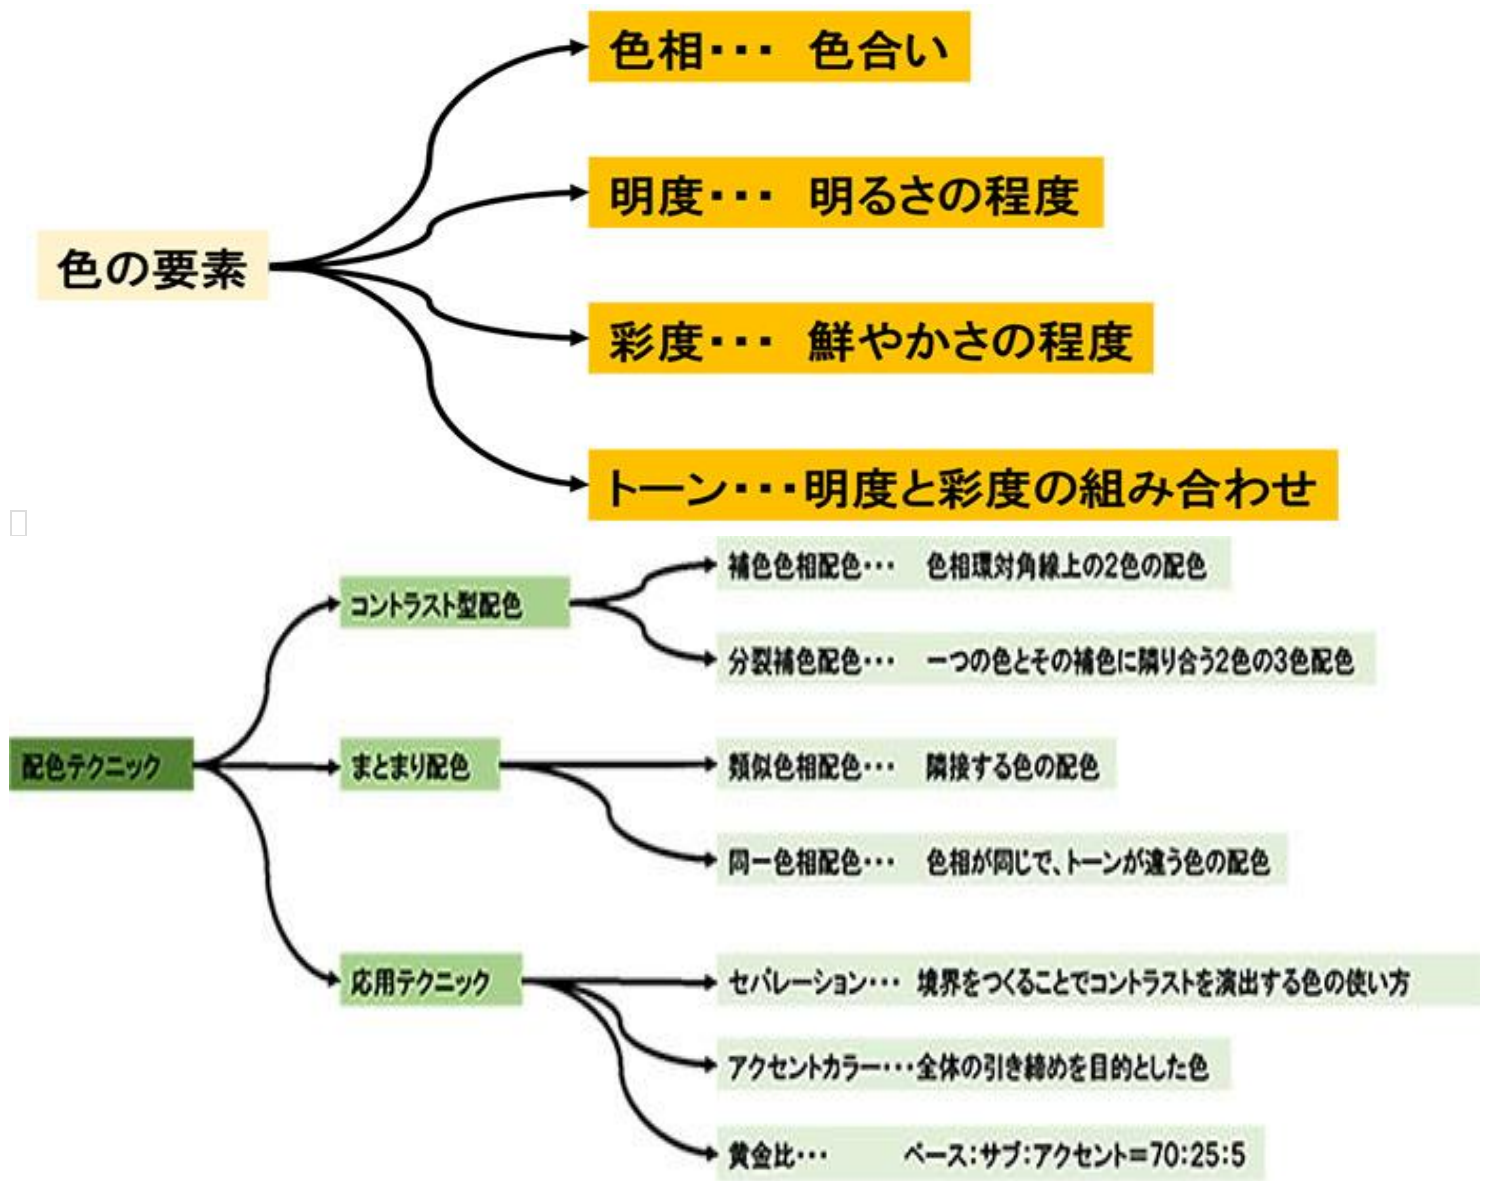 色の要素
色相･･･ 色合い
明度･･･ 明るさの程度
彩度･･･ 鮮やかさの程度
トーン･･･明度と彩度の組み合わせ
配色テクニック
コントラスト型配色
補色色相配色･･･ 色相環対角線上の2色の配色
分裂補色配色･･･ 一つの色とその補色に隣り合う2色の3色配色
まとまり配色
類似色相配色･･･ 隣接する色の配色
同一色相配色･･･ 色相が同じで、トーンが違う色の配色
応用テクニック
セパレーション･･･ 境界をつくることでコントラストを演出する色の使い方
アクセントカラー･･･全体の引き締めを目的とした色
黄金比･･･ ベース：サブ：アクセント＝70：25：5